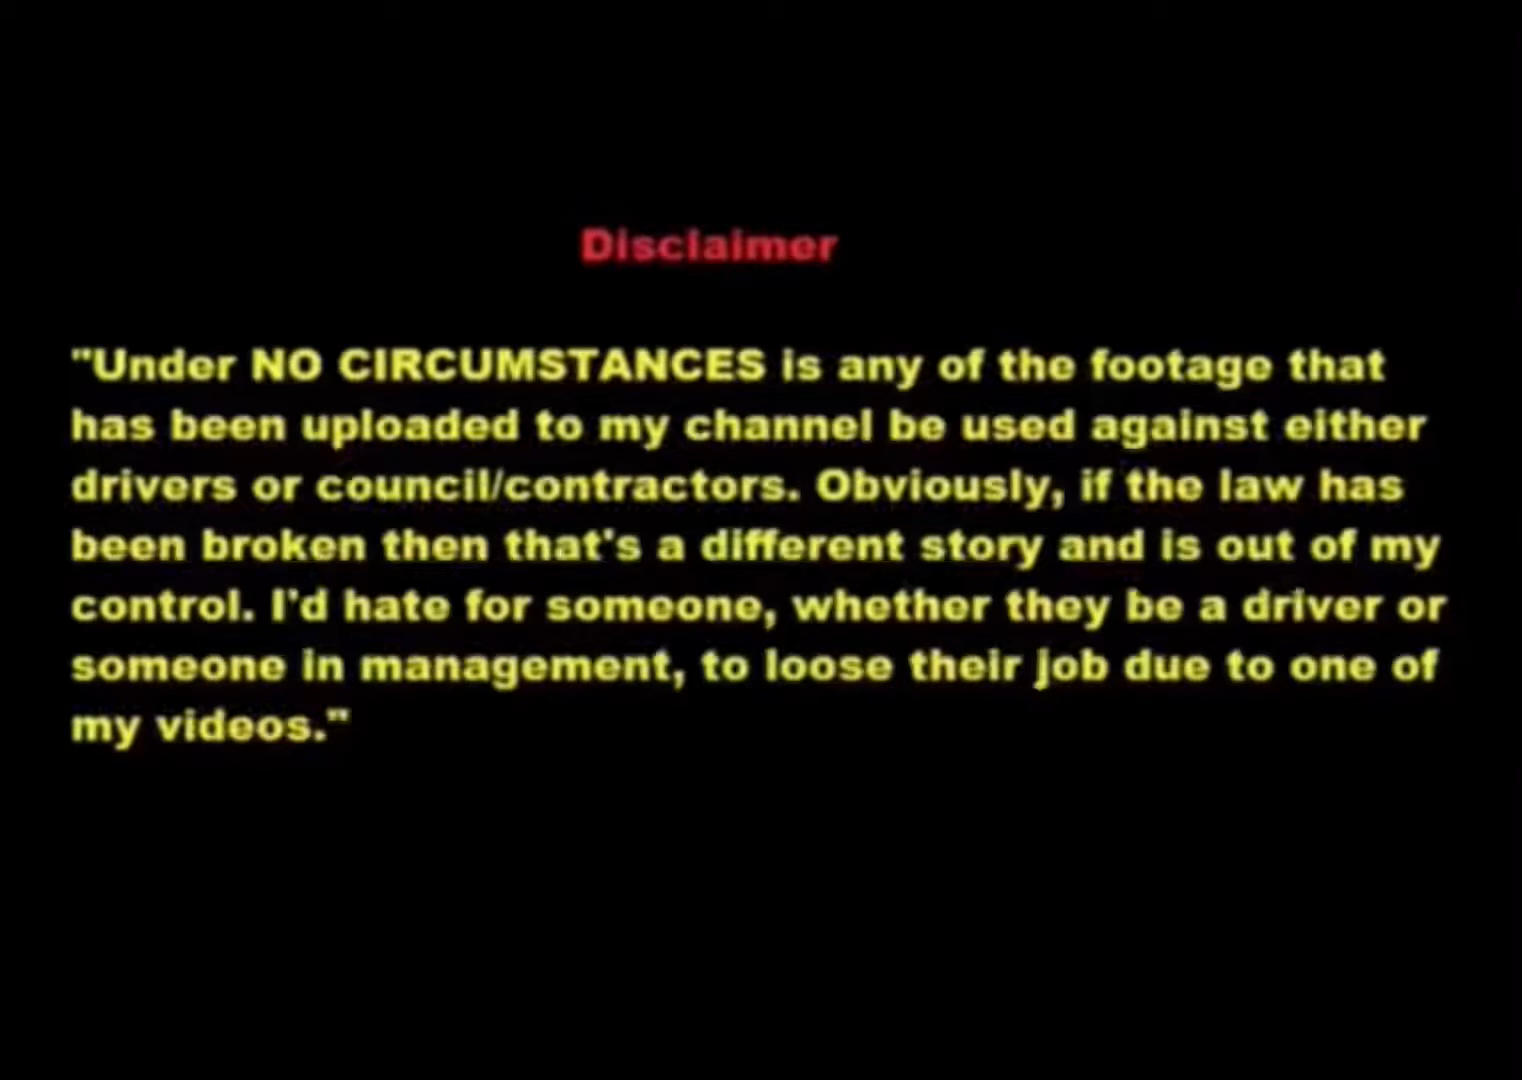 Disclaimer
"Under NO CIRCUMSTANCES is any of the footage that
has been uploaded to my channel be used against either
drivers or council/contractors. Obviously, if the law has
been broken then that's a different story and is out of my
control. I'd hate for someone, whether they be a driver or
someone in management, to loose their job due to one of
my videos."